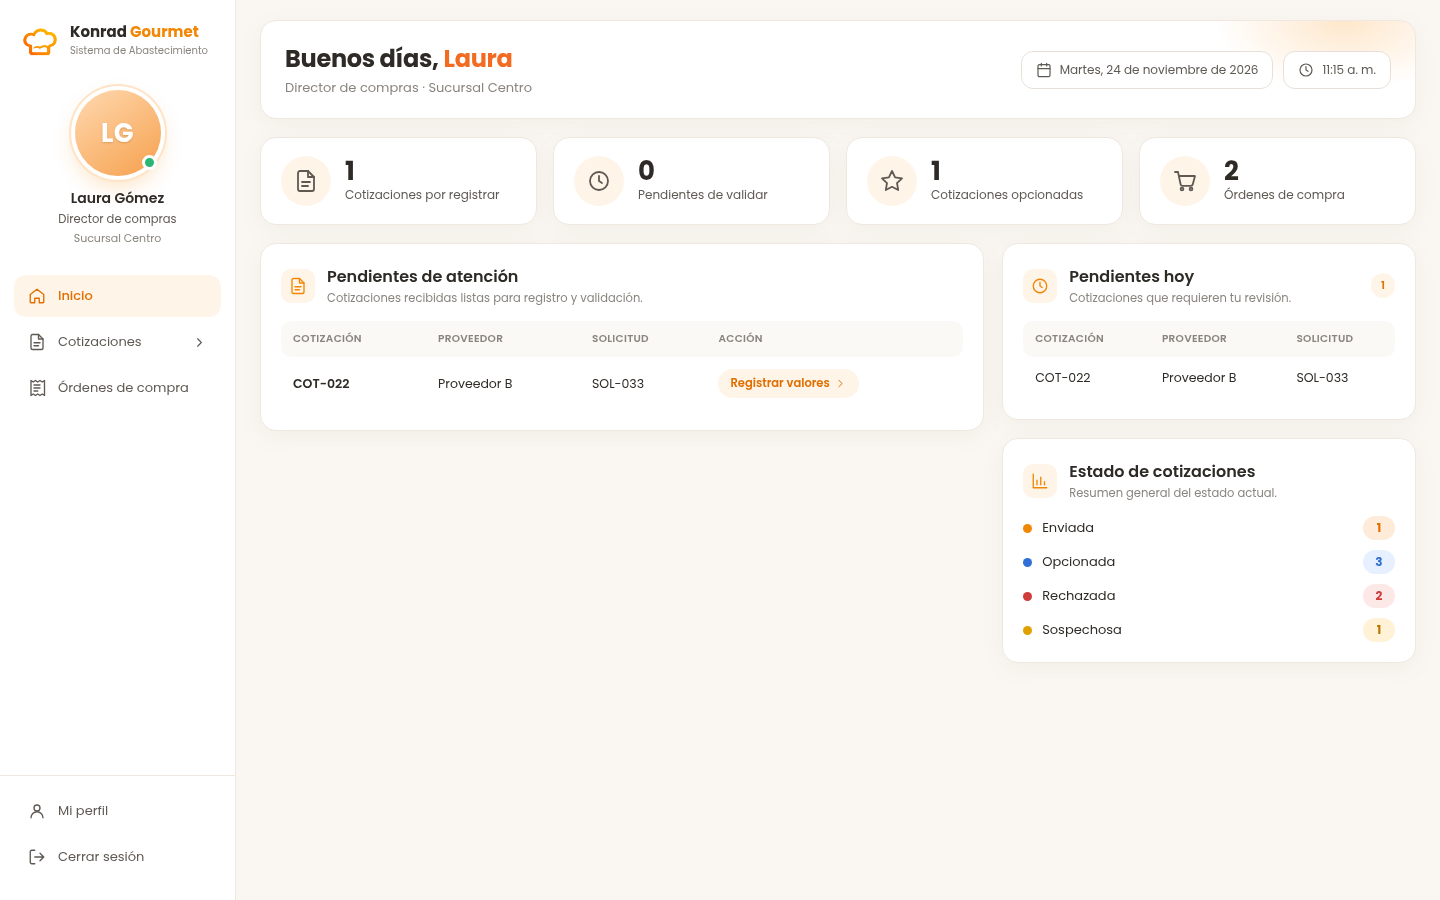 Konrad Gourmet
Sistema de Abastecimiento
LG
Laura Gómez
Director de compras
Sucursal Centro
Inicio
Cotizaciones
Órdenes de compra
Mi perfil
Cerrar sesión
Buenos días, Laura
Director de compras · Sucursal Centro
Martes, 24 de noviembre de 2026
11:15 a. m.
1
Cotizaciones por registrar
0
Pendientes de validar
1
Cotizaciones opcionadas
2
Órdenes de compra
Pendientes de atención
Cotizaciones recibidas listas para registro y validación.
COTIZACIÓN PROVEEDOR SOLICITUD ACCIÓN
COT-022 Proveedor B SOL-033 Registrar valores
Pendientes hoy
Cotizaciones que requieren tu revisión.
1
COTIZACIÓN PROVEEDOR SOLICITUD
COT-022 Proveedor B SOL-033
Estado de cotizaciones
Resumen general del estado actual.
Enviada 1
Opcionada 3
Rechazada 2
Sospechosa 1